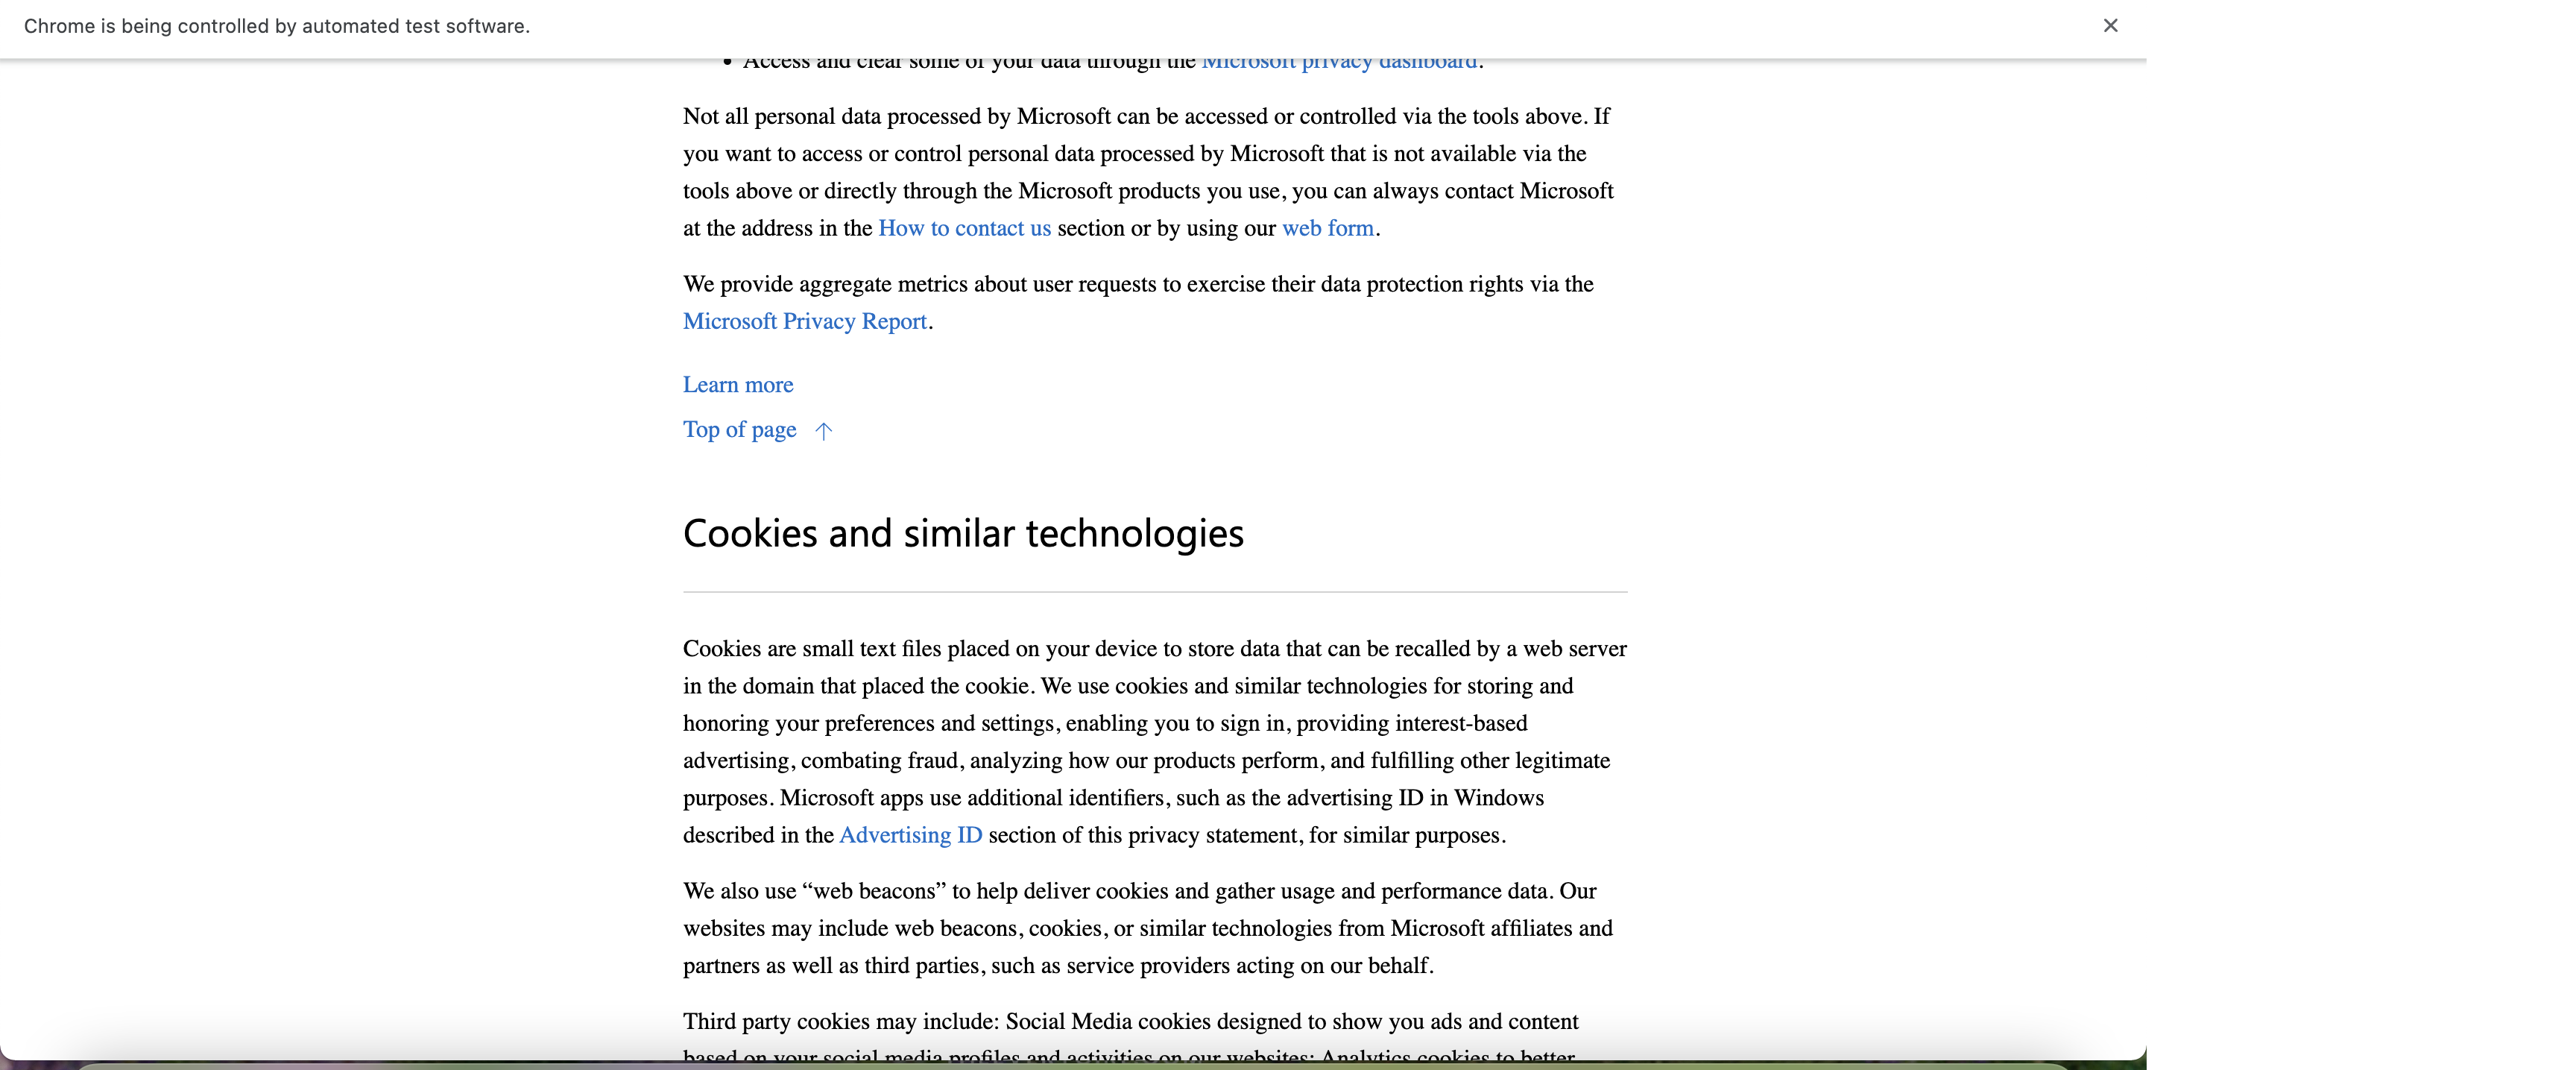 Chrome is being controlled by automated test software.
• Access and clear some of your data through the Microsoft privacy dashboard.
Not all personal data processed by Microsoft can be accessed or controlled via the tools above. If
you want to access or control personal data processed by Microsoft that is not available via the
tools above or directly through the Microsoft products you use, you can always contact Microsoft
at the address in the How to contact us section or by using our web form.
We provide aggregate metrics about user requests to exercise their data protection rights via the
Microsoft Privacy Report.
Learn more
Top of page ↑
Cookies and similar technologies
Cookies are small text files placed on your device to store data that can be recalled by a web server
in the domain that placed the cookie. We use cookies and similar technologies for storing and
honoring your preferences and settings, enabling you to sign in, providing interest-based
advertising, combating fraud, analyzing how our products perform, and fulfilling other legitimate
purposes. Microsoft apps use additional identifiers, such as the advertising ID in Windows
described in the Advertising ID section of this privacy statement, for similar purposes.
We also use “web beacons” to help deliver cookies and gather usage and performance data. Our
websites may include web beacons, cookies, or similar technologies from Microsoft affiliates and
partners as well as third parties, such as service providers acting on our behalf.
Third party cookies may include: Social Media cookies designed to show you ads and content
based on your social media profiles and activities on our websites; Analytics cookies to better